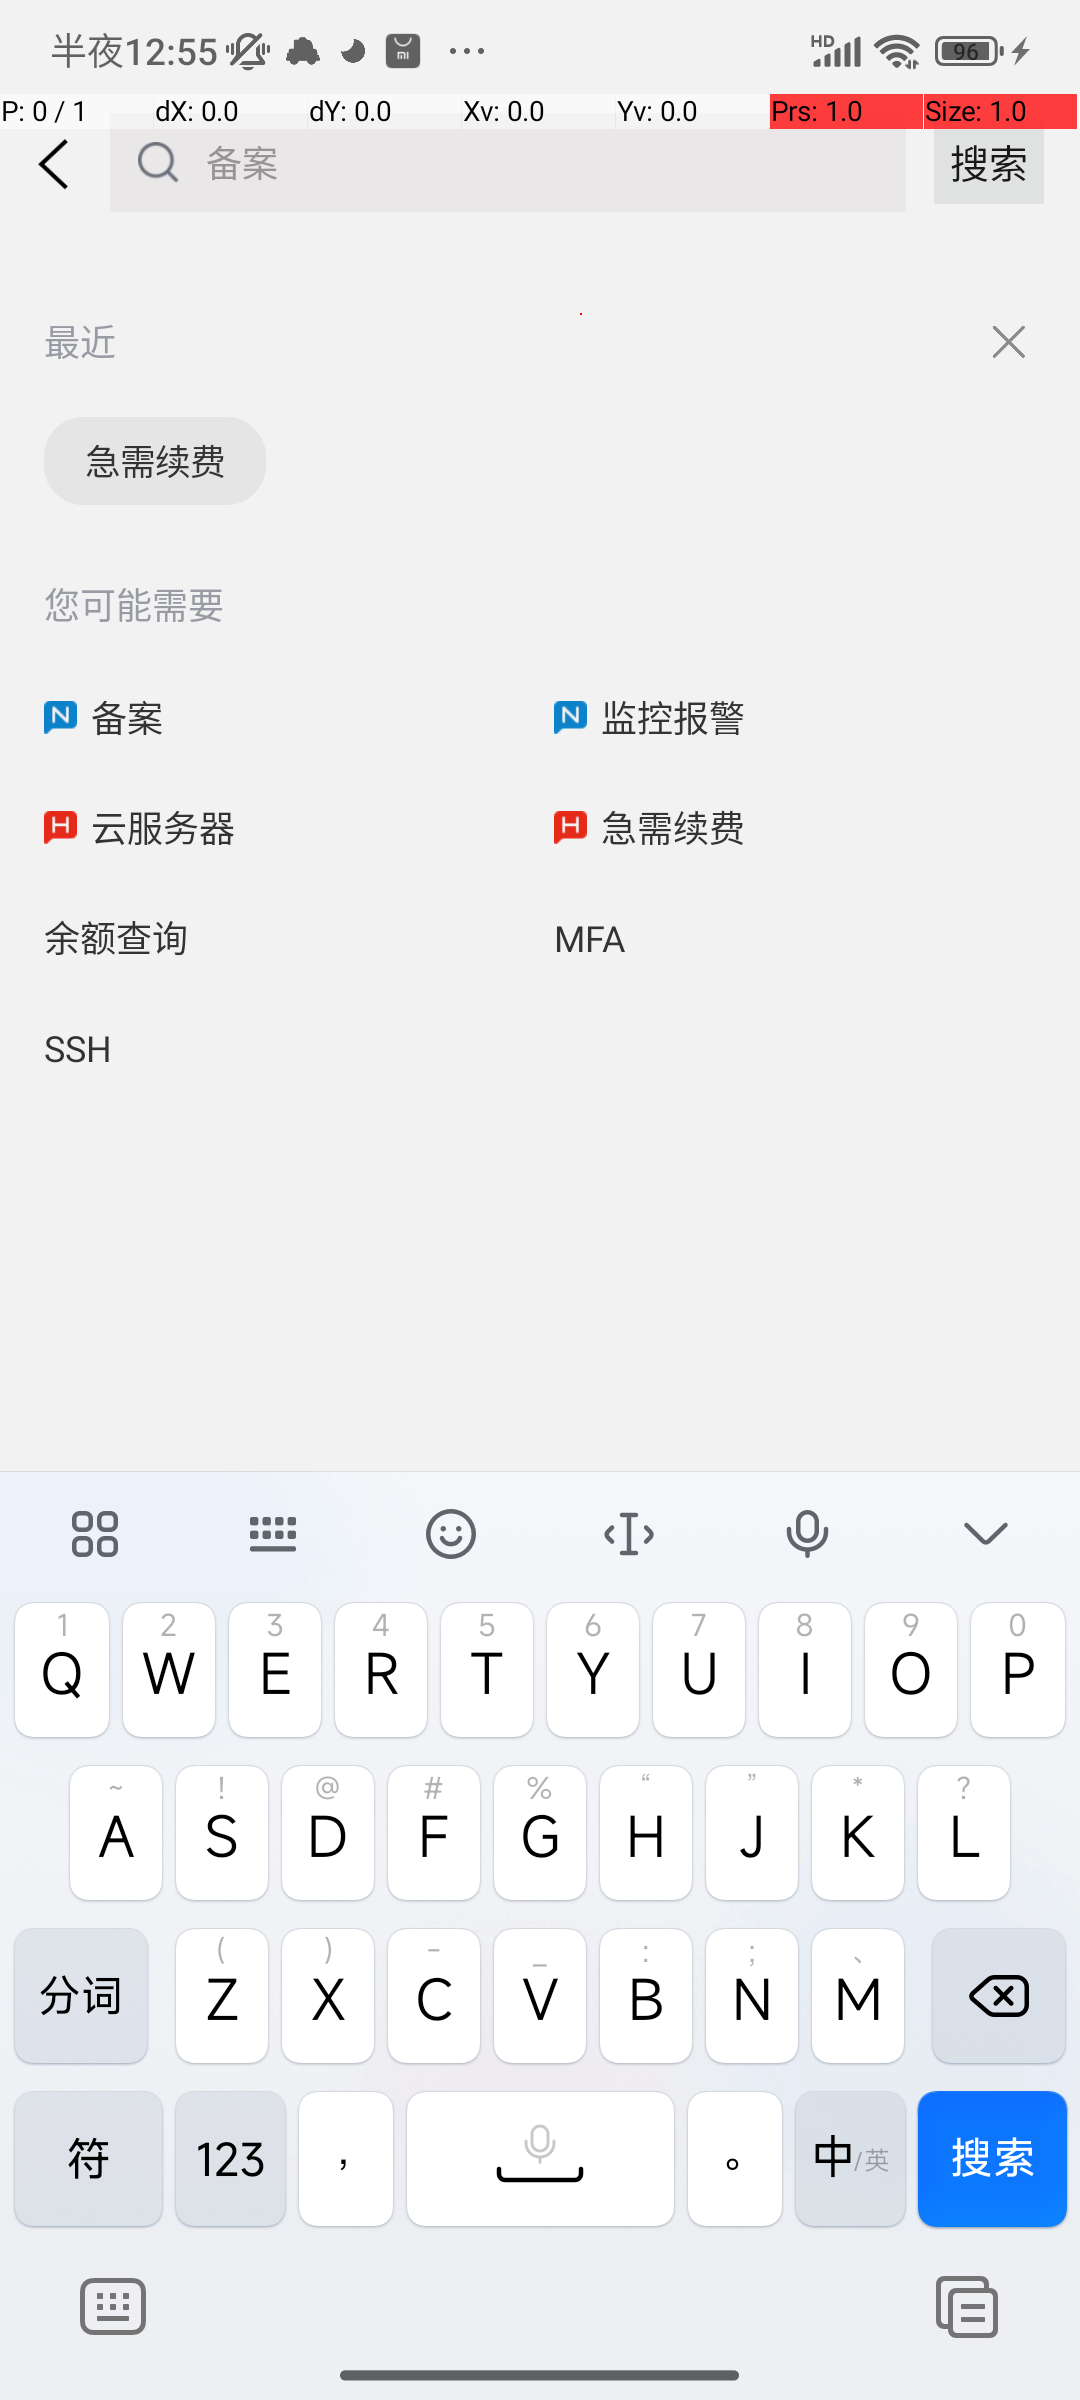 半夜12:55 HD 96
P: 0 / 1 dX: 0.0 dY: 0.0 Xv: 0.0 Yv: 0.0 Prs: 1.0 Size: 1.0
备案 搜索
最近
急需续费
您可能需要
N 备案 N 监控报警
H 云服务器 H 急需续费
余额查询 MFA
SSH
1 2 3 4 5 6 7 8 9 0
Q W E R T Y U I O P
~ ! @ # % “ ” * ?
A S D F G H J K L
( ) - _ : ; 、
分词 Z X C V B N M
符 123 , 。 中/英 搜索